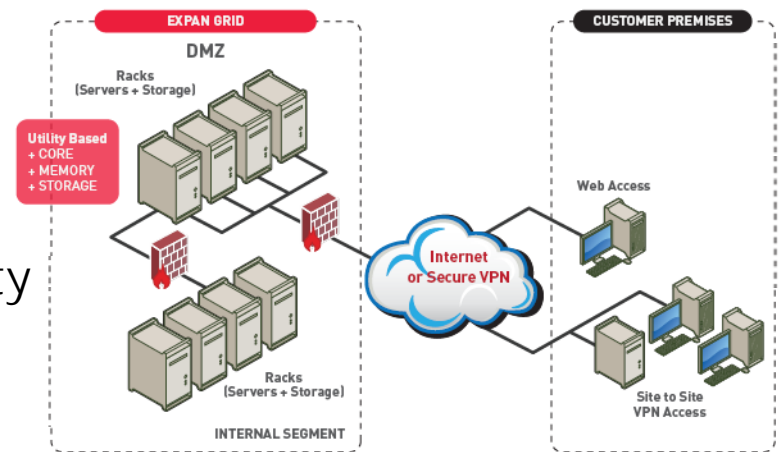 EXPAN GRID
DMZ
Racks
(Servers + Storage)
Utility Based
+ CORE
+ MEMORY
+ STORAGE
Racks
(Servers + Storage)
INTERNAL SEGMENT
Internet
or Secure VPN
CUSTOMER PREMISES
Web Access
Site to Site
VPN Access